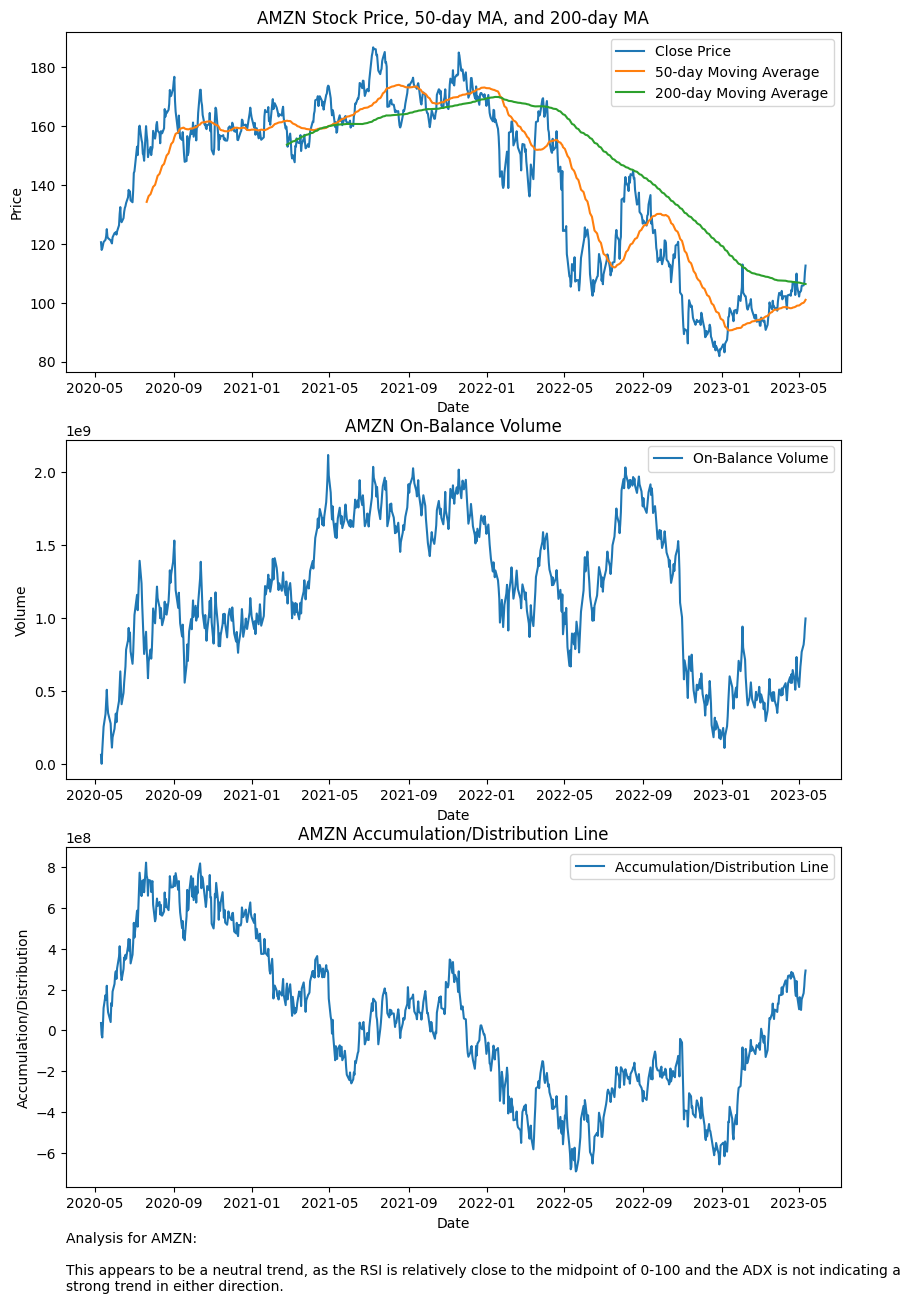 AMZN Stock Price, 50-day MA, and 200-day MA
Close Price
50-day Moving Average
200-day Moving Average
180
160
140
120
100
80
Price
2020-05 2020-09 2021-01 2021-05 2021-09 2022-01 2022-05 2022-09 2023-01 2023-05
Date
AMZN On-Balance Volume
1e9
On-Balance Volume
2.0
1.5
1.0
0.5
0.0
Volume
2020-05 2020-09 2021-01 2021-05 2021-09 2022-01 2022-05 2022-09 2023-01 2023-05
Date
AMZN Accumulation/Distribution Line
1e8
Accumulation/Distribution Line
8
6
4
2
0
−2
−4
−6
Accumulation/Distribution
2020-05 2020-09 2021-01 2021-05 2021-09 2022-01 2022-05 2022-09 2023-01 2023-05
Date
Analysis for AMZN:
This appears to be a neutral trend, as the RSI is relatively close to the midpoint of 0-100 and the ADX is not indicating a
strong trend in either direction.